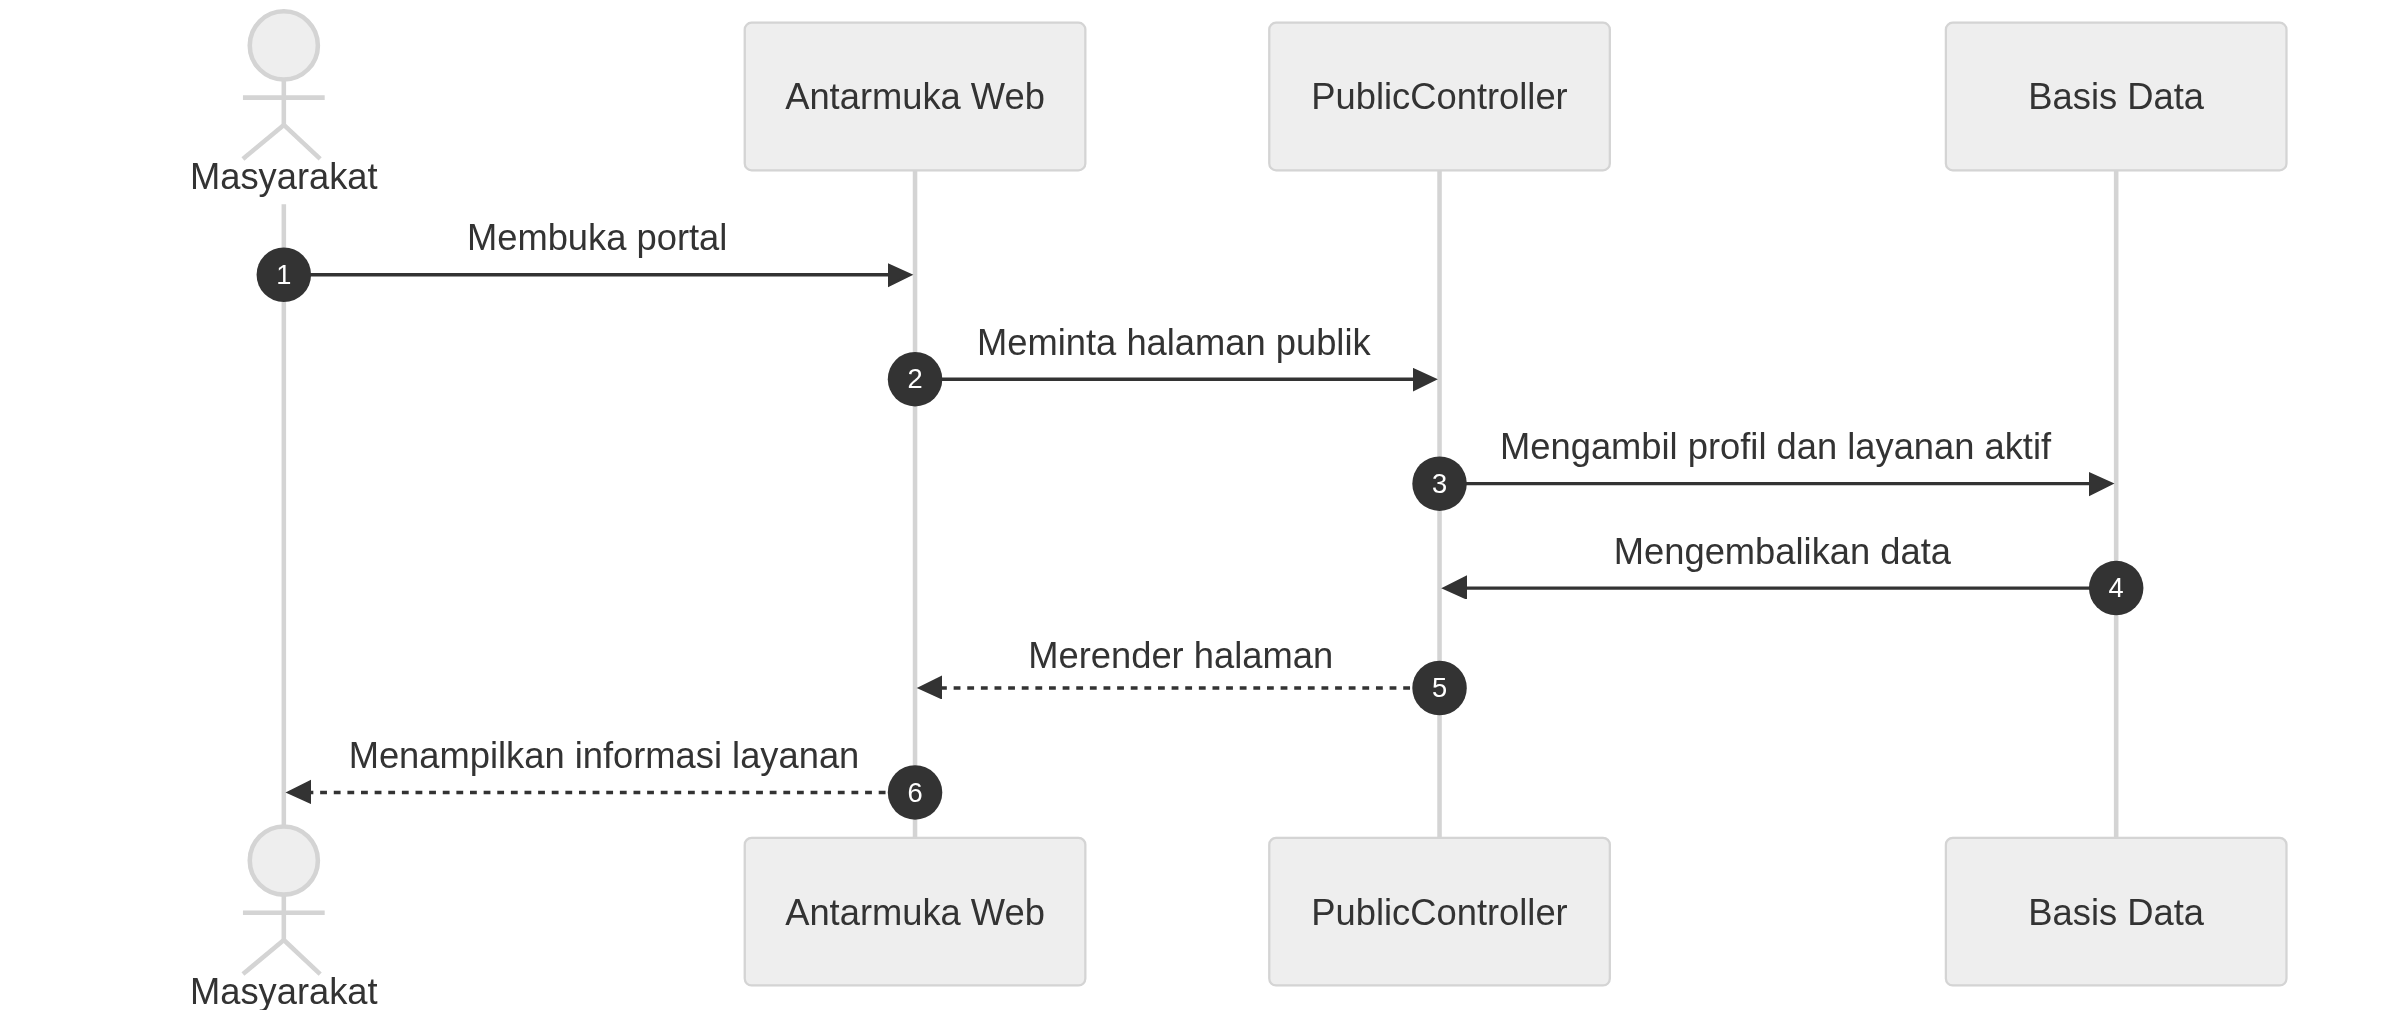 Masyarakat
Antarmuka Web
PublicController
Basis Data
Membuka portal
1
Meminta halaman publik
2
Mengambil profil dan layanan aktif
3
Mengembalikan data
4
Merender halaman
5
Menampilkan informasi layanan
6
Masyarakat
Antarmuka Web
PublicController
Basis Data